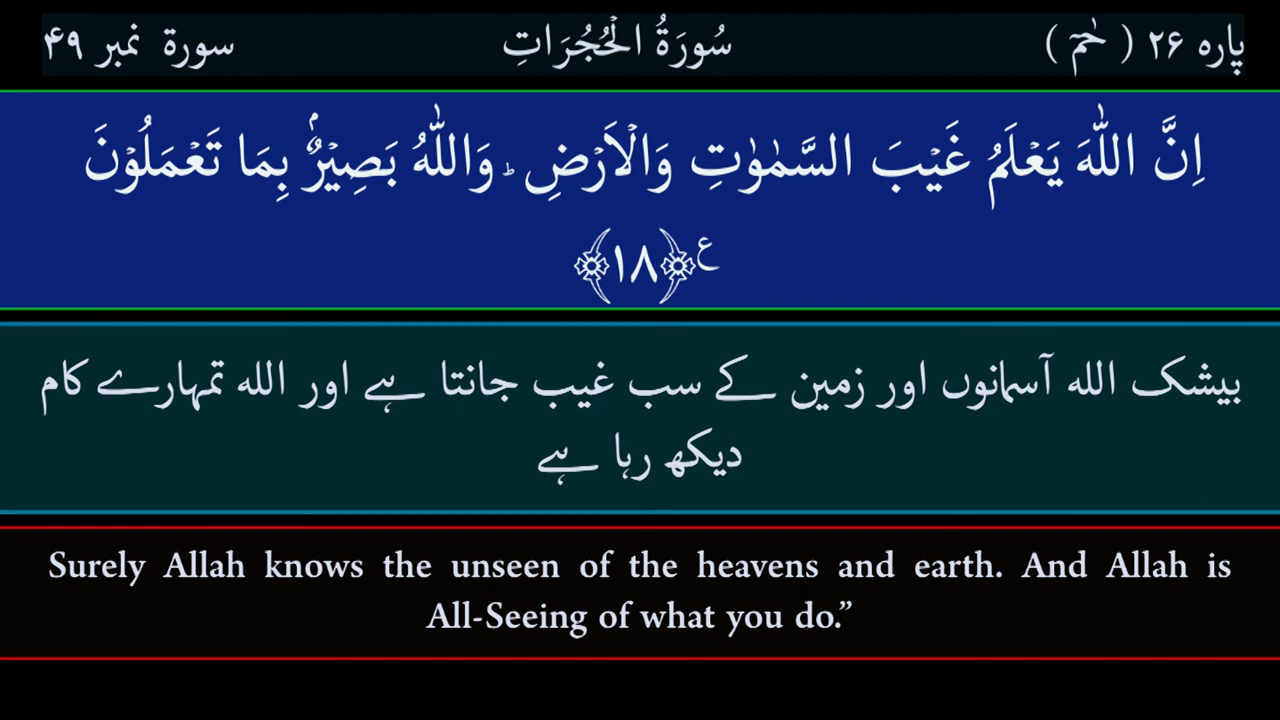 پارہ ۲۶ ( حٰمٓ ) سُورَۃُ الْحُجُرَاتِ سورۃ نمبر ۴۹
اِنَّ اللّٰہَ یَعۡلَمُ غَیۡبَ السَّمٰوٰتِ وَالۡاَرۡضِ ؕ وَاللّٰہُ بَصِیۡرٌۢ بِمَا تَعۡمَلُوۡنَ
﴿۱۸﴾ع
بیشک اللہ آسمانوں اور زمین کے سب غیب جانتا ہے اور اللہ تمہارے کام
دیکھ رہا ہے
Surely Allah knows the unseen of the heavens and earth. And Allah is
All-Seeing of what you do.”